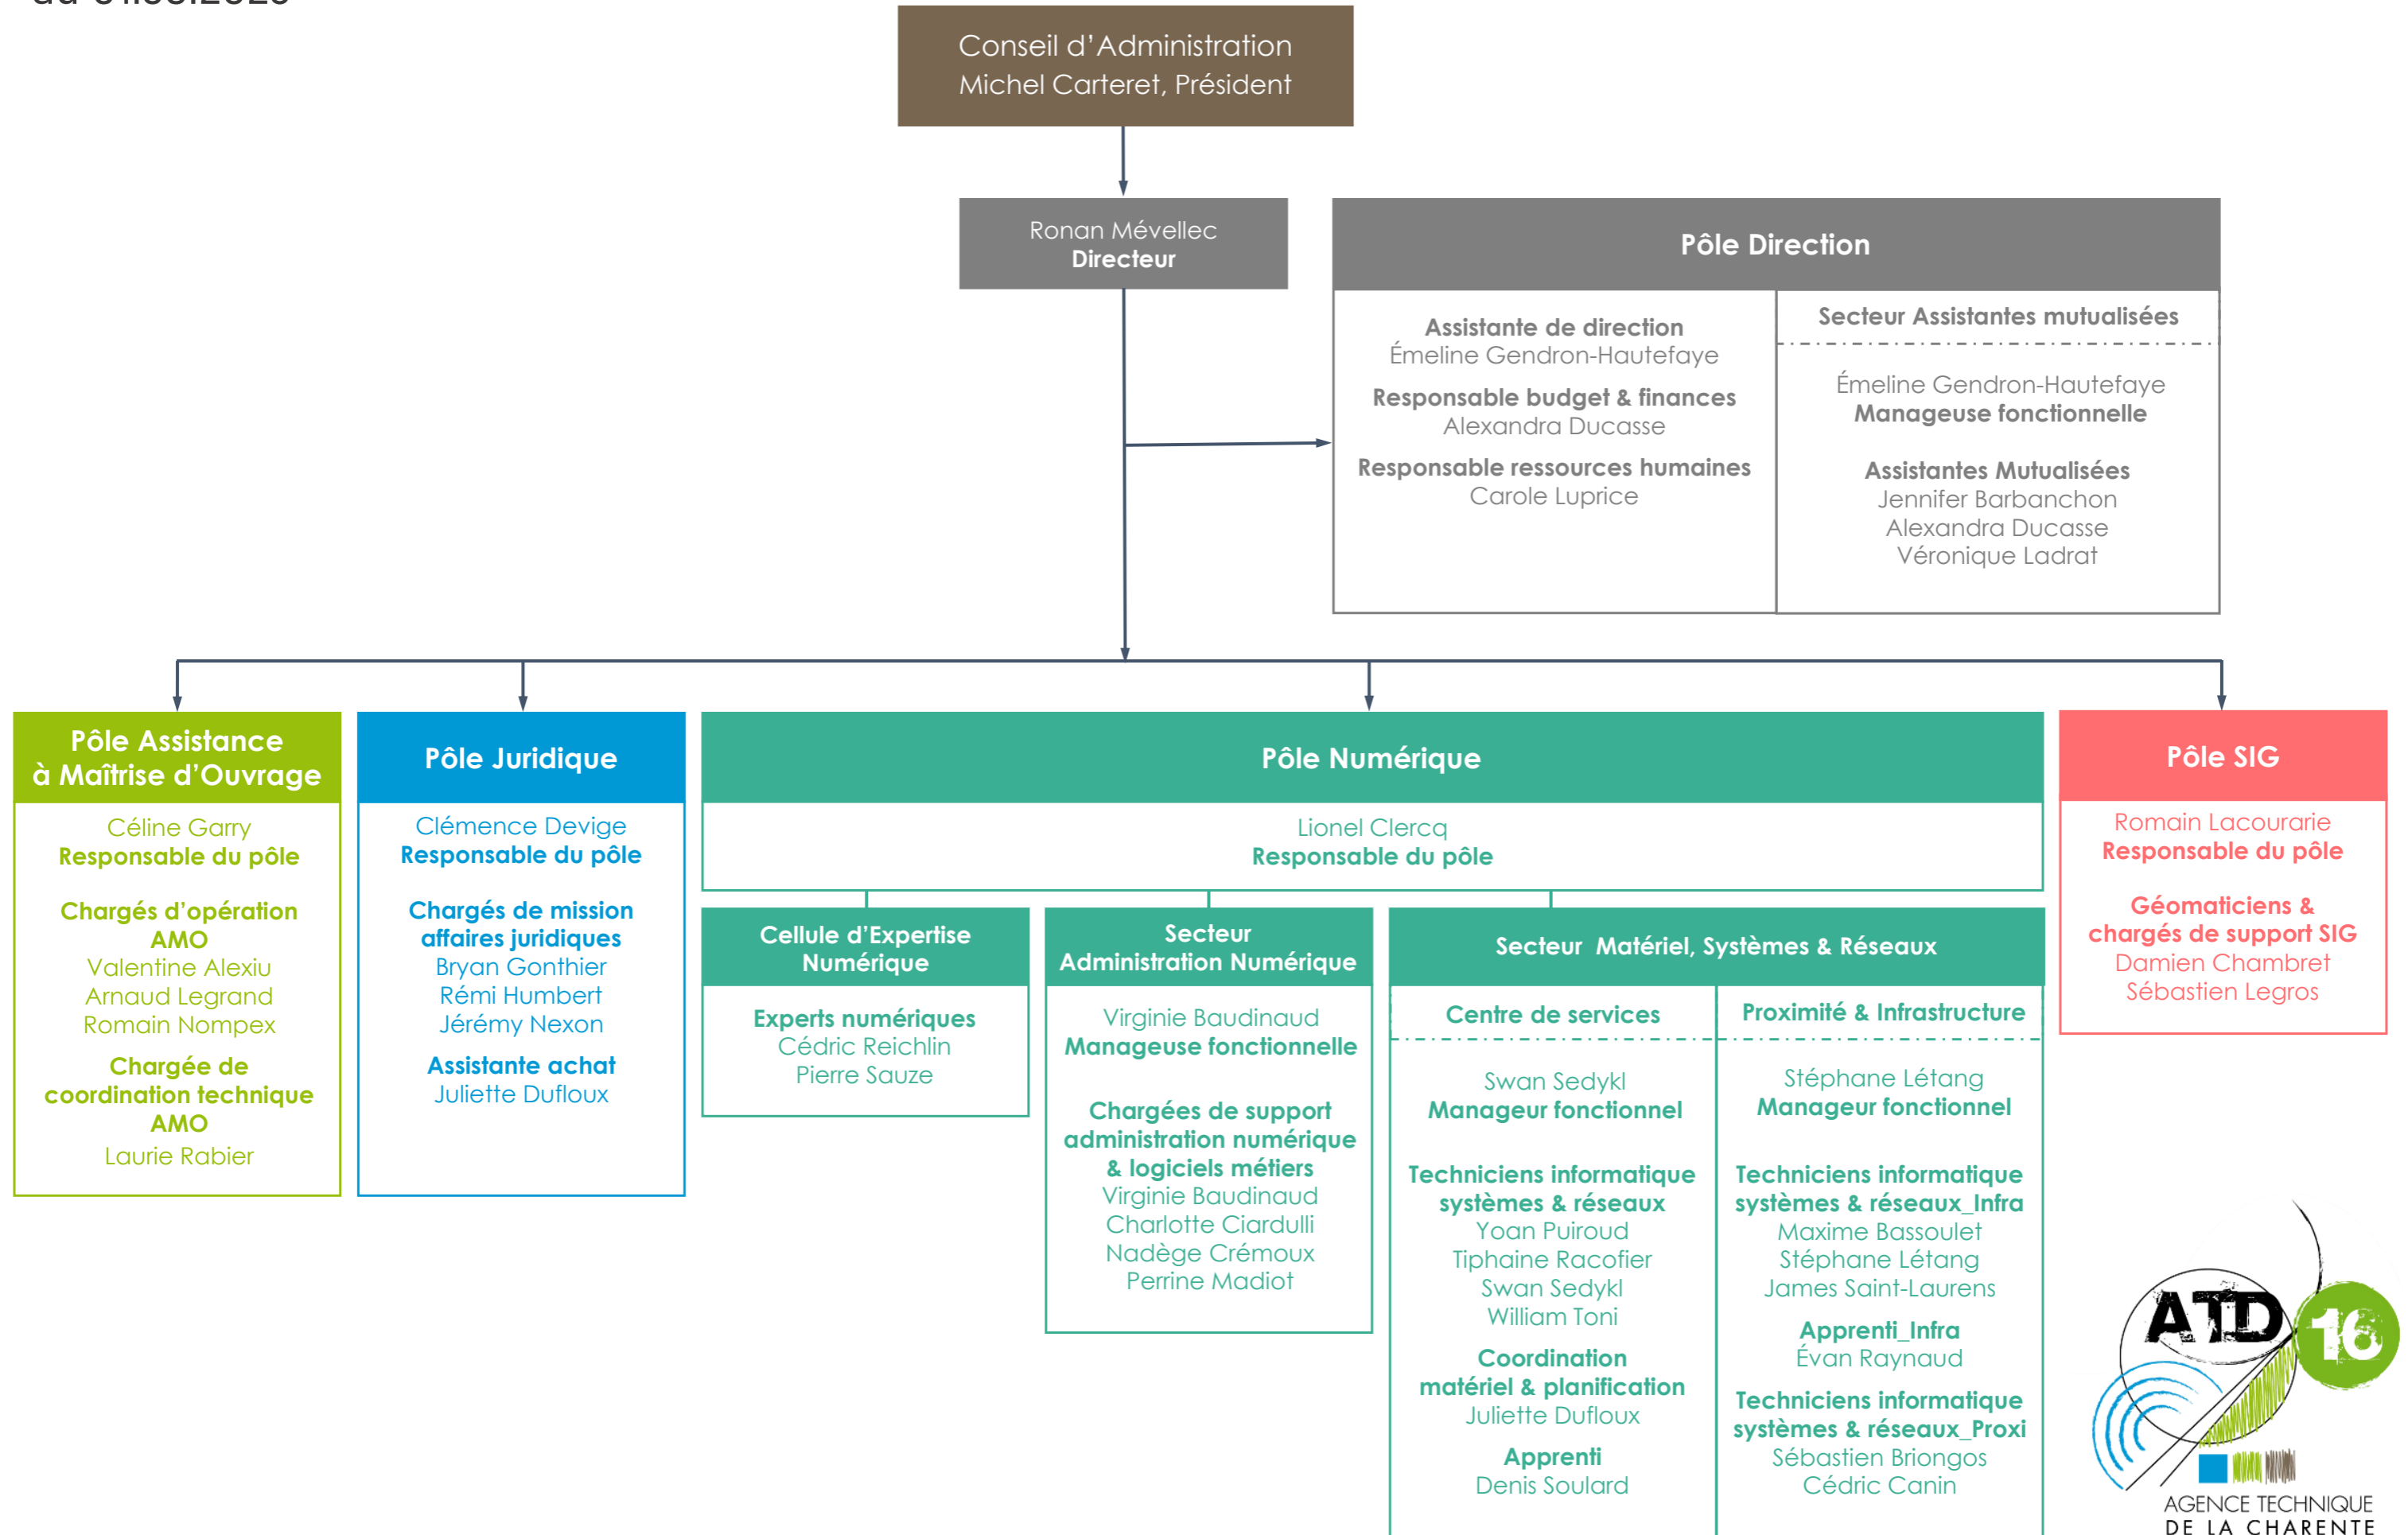 Conseil d'Administration
Michel Carteret, Président
Ronan Mévellec
Directeur
Pôle Direction
Assistante de direction
Émeline Gendron-Hautefaye
Responsable budget & finances
Alexandra Ducasse
Responsable ressources humaines
Carole Luprice
Secteur Assistantes mutualisées
Émeline Gendron-Hautefaye
Manageuse fonctionnelle
Assistantes Mutualisées
Jennifer Barbanchon
Alexandra Ducasse
Véronique Ladrat
Pôle Assistance
à Maîtrise d'Ouvrage
Céline Garry
Responsable du pôle
Chargés d'opération
AMO
Valentine Alexiu
Arnaud Legrand
Romain Nompex
Chargée de
coordination technique
AMO
Laurie Rabier
Pôle Juridique
Clémence Devige
Responsable du pôle
Chargés de mission
affaires juridiques
Bryan Gonthier
Rémi Humbert
Jérémy Nexon
Assistante achat
Juliette Dufloux
Pôle Numérique
Lionel Clercq
Responsable du pôle
Cellule d'Expertise
Numérique
Experts numériques
Cédric Reichlin
Pierre Sauze
Secteur
Administration Numérique
Virginie Baudinaud
Manageuse fonctionnelle
Chargées de support
administration numérique
& logiciels métiers
Virginie Baudinaud
Charlotte Ciardulli
Nadège Crémoux
Perrine Madiot
Secteur Matériel, Systèmes & Réseaux
Centre de services
Swan Sedykl
Manageur fonctionnel
Techniciens informatique
systèmes & réseaux
Yoan Puiroud
Tiphaine Racofier
Swan Sedykl
William Toni
Coordination
matériel & planification
Juliette Dufloux
Apprenti
Denis Soulard
Proximité & Infrastructure
Stéphane Létang
Manageur fonctionnel
Techniciens informatique
systèmes & réseaux_Infra
Maxime Bassoulet
Stéphane Létang
James Saint-Laurens
Apprenti_Infra
Évan Raynaud
Techniciens informatique
systèmes & réseaux_Proxi
Sébastien Briongos
Cédric Canin
Pôle SIG
Romain Lacourarie
Responsable du pôle
Géomaticiens &
chargés de support SIG
Damien Chambret
Sébastien Legros
ATD 16
AGENCE TECHNIQUE
DE LA CHARENTE